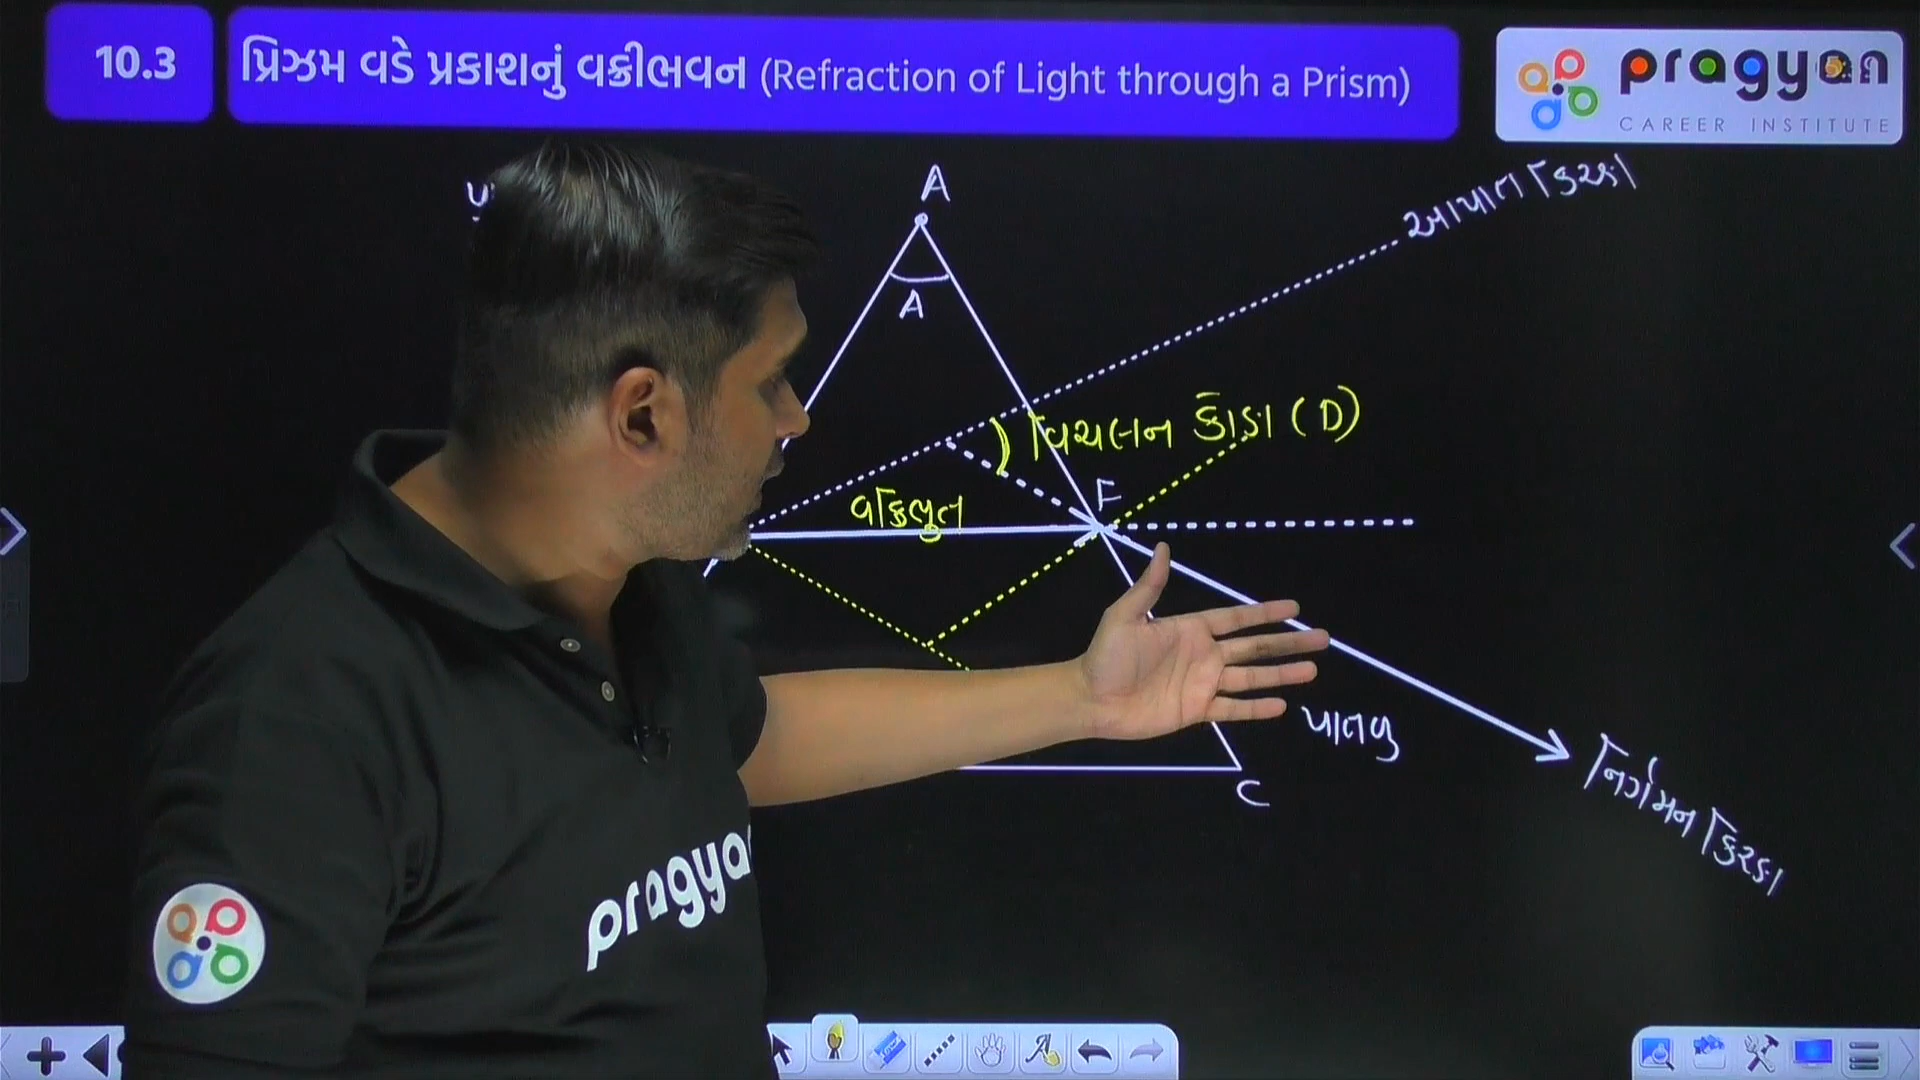 10.3
પ્રિઝમ વડે પ્રકાશનું વક્રીભવન (Refraction of Light through a Prism)
pragyan
CAREER INSTITUTE
A
આપાત કિરણ
A
વિચલન કોણ (D)
વક્રિભુત
F
પાતળુ
C
નિર્ગમન કિરણ
pragya